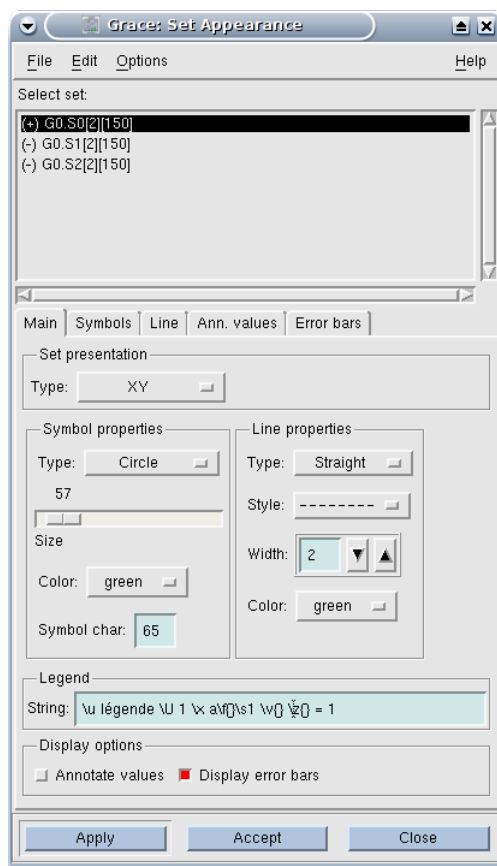 Grace: Set Appearance
File Edit Options Help
Select set:
(+) G0.S0[2][150]
(-) G0.S1[2][150]
(-) G0.S2[2][150]
Main Symbols Line Ann. values Error bars
Set presentation
Type: XY
Symbol properties
Type: Circle
57
Size
Color: green
Symbol char: 65
Line properties
Type: Straight
Style: --------
Width: 2
Color: green
Legend
String: \u légende \U 1 \x a\f{}\s1 \v{} \z{} = 1
Display options
Annotate values Display error bars
Apply Accept Close